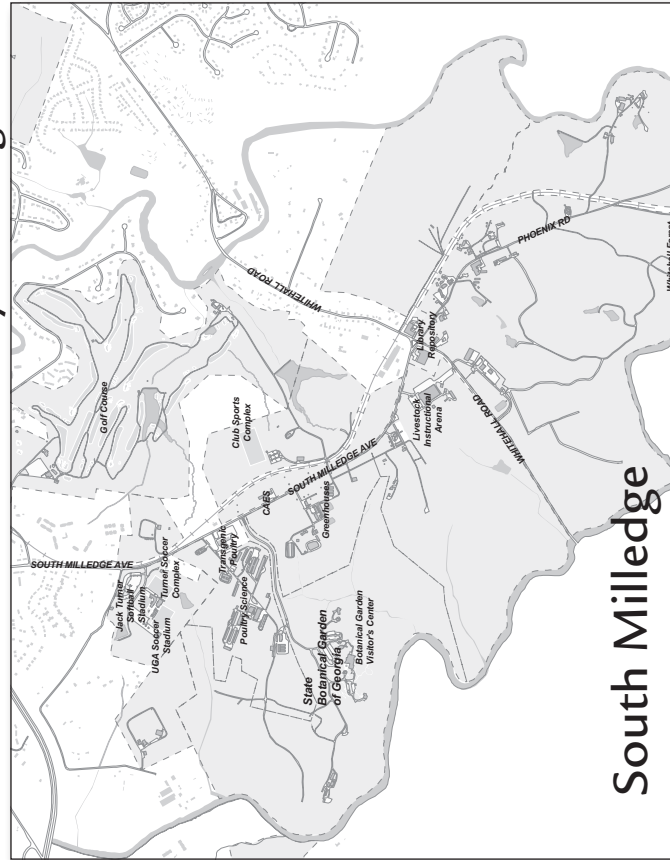 Golf Course
WHITEHALL ROAD
SOUTH MILLEDGE AVE
Club Sports
Complex
Jack Turner
Softball
Stadium
Turner Soccer
Complex
UGA Soccer
Stadium
CAES
SOUTH MILLEDGE AVE
Transgenic
Poultry
Greenhouses
Poultry Science
Library
Repository
PHOENIX RD
Livestock
Instructional
Arena
WHITEHALL ROAD
State
Botanical Garden
of Georgia
Botanical Garden
Visitor's Center
South Milledge